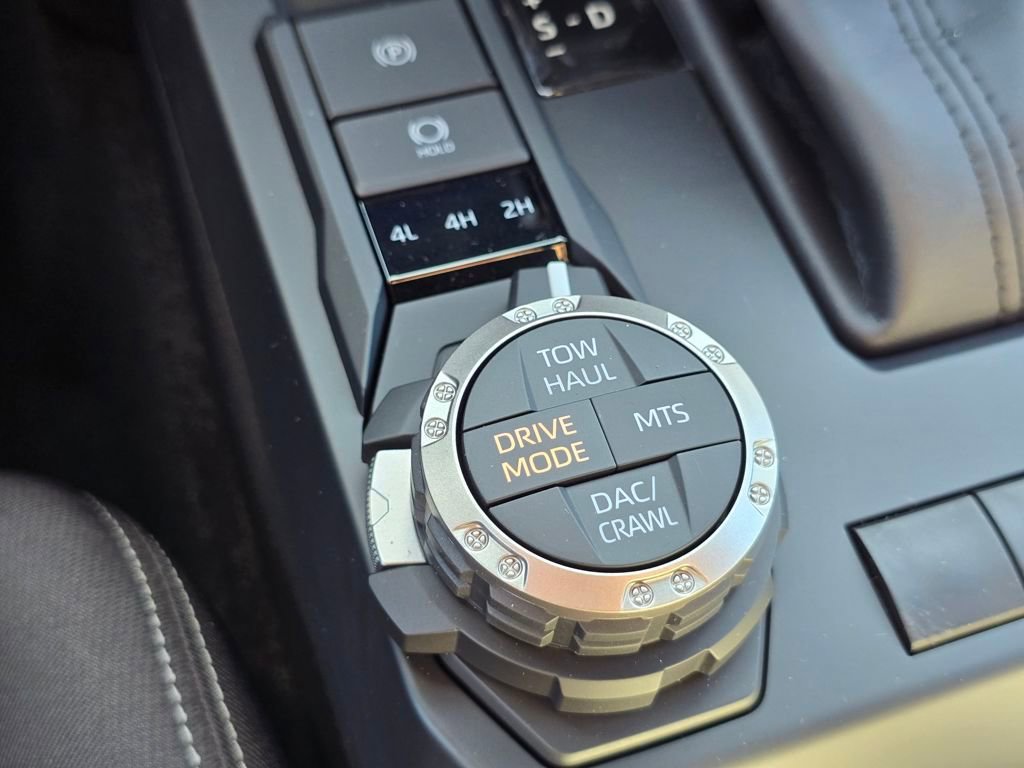 +
S - D
-
P
HOLD
4L 4H 2H
TOW
HAUL
DRIVE
MODE
MTS
DAC/
CRAWL